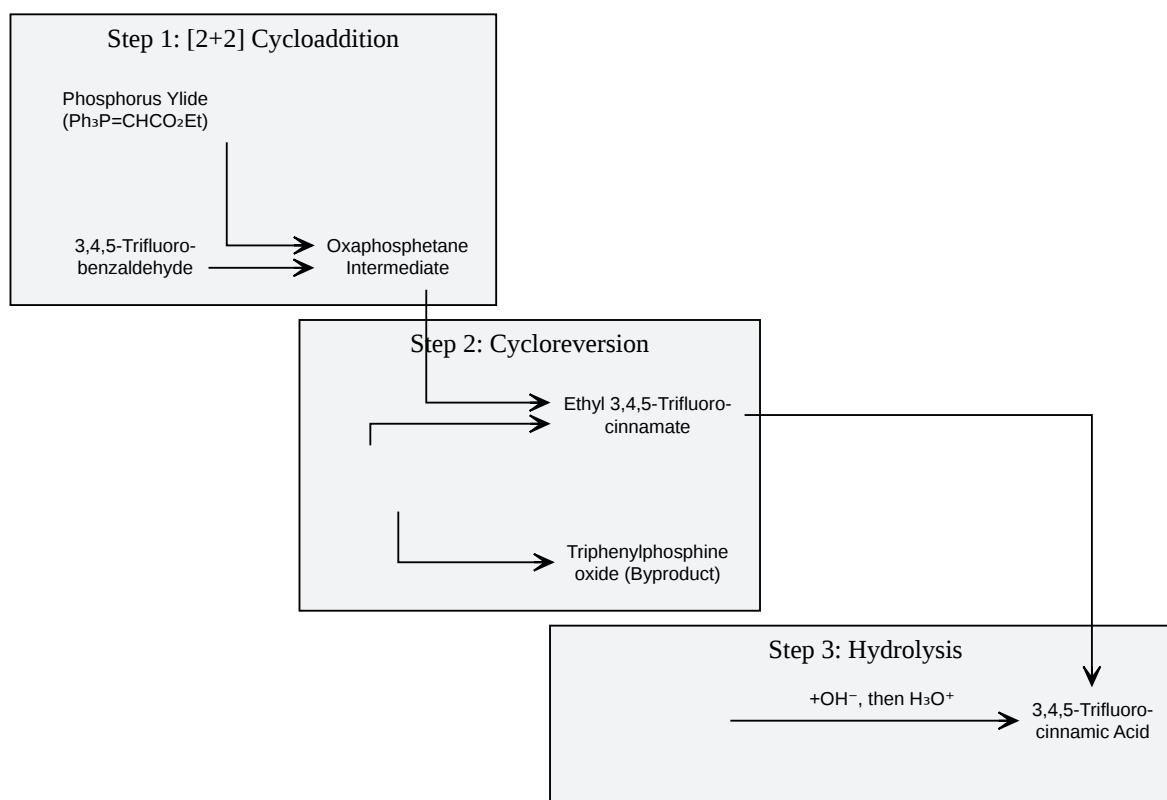 Step 1: [2+2] Cycloaddition
Phosphorus Ylide
(Ph₃P=CHCO₂Et)
3,4,5-Trifluoro-
benzaldehyde
Oxaphosphetane
Intermediate
Step 2: Cycloreversion
Ethyl 3,4,5-Trifluoro-
cinnamate
Triphenylphosphine
oxide (Byproduct)
Step 3: Hydrolysis
+OH⁻, then H₃O⁺
3,4,5-Trifluoro-
cinnamic Acid